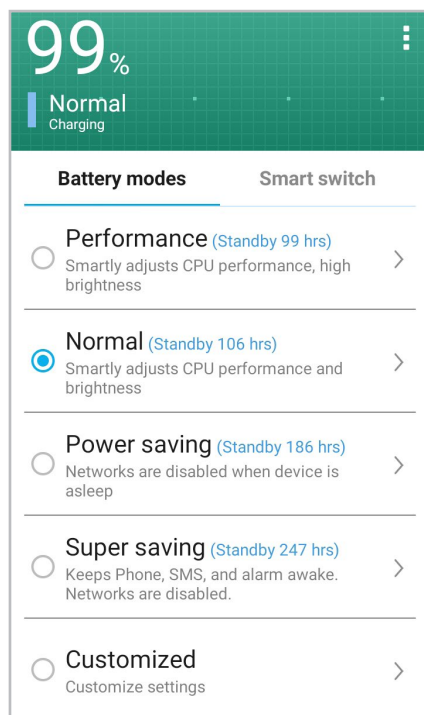 99%
Normal
Charging
Battery modes Smart switch
Performance (Standby 99 hrs)
Smartly adjusts CPU performance, high
brightness
Normal (Standby 106 hrs)
Smartly adjusts CPU performance and
brightness
Power saving (Standby 186 hrs)
Networks are disabled when device is
asleep
Super saving (Standby 247 hrs)
Keeps Phone, SMS, and alarm awake.
Networks are disabled.
Customized
Customize settings